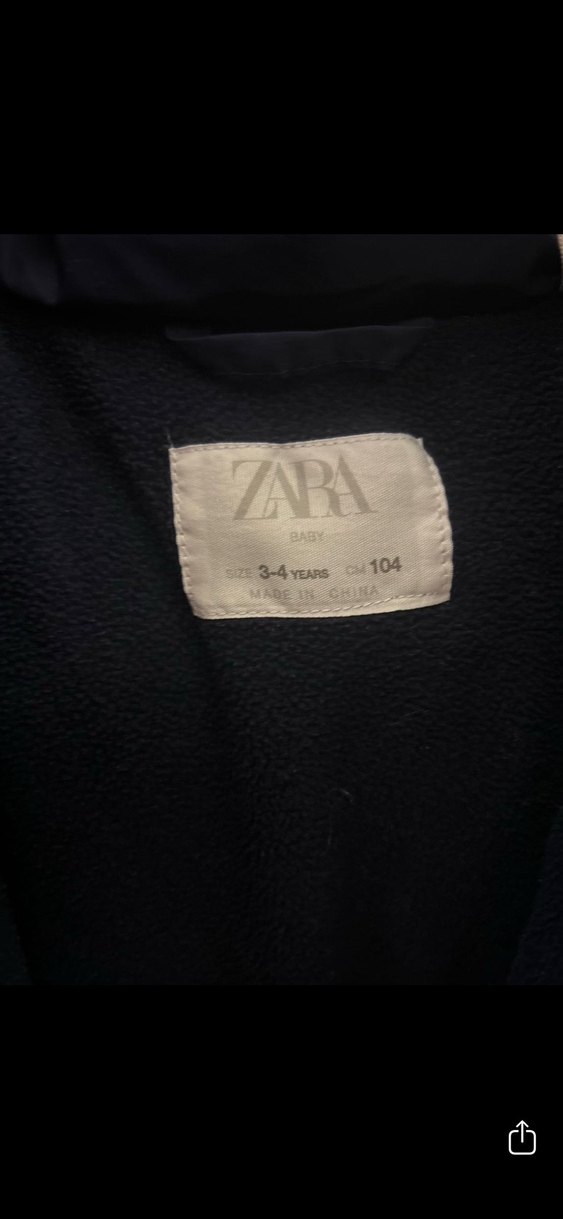 ZARA
BABY
SIZE 3-4 YEARS CM 104
MADE IN CHINA